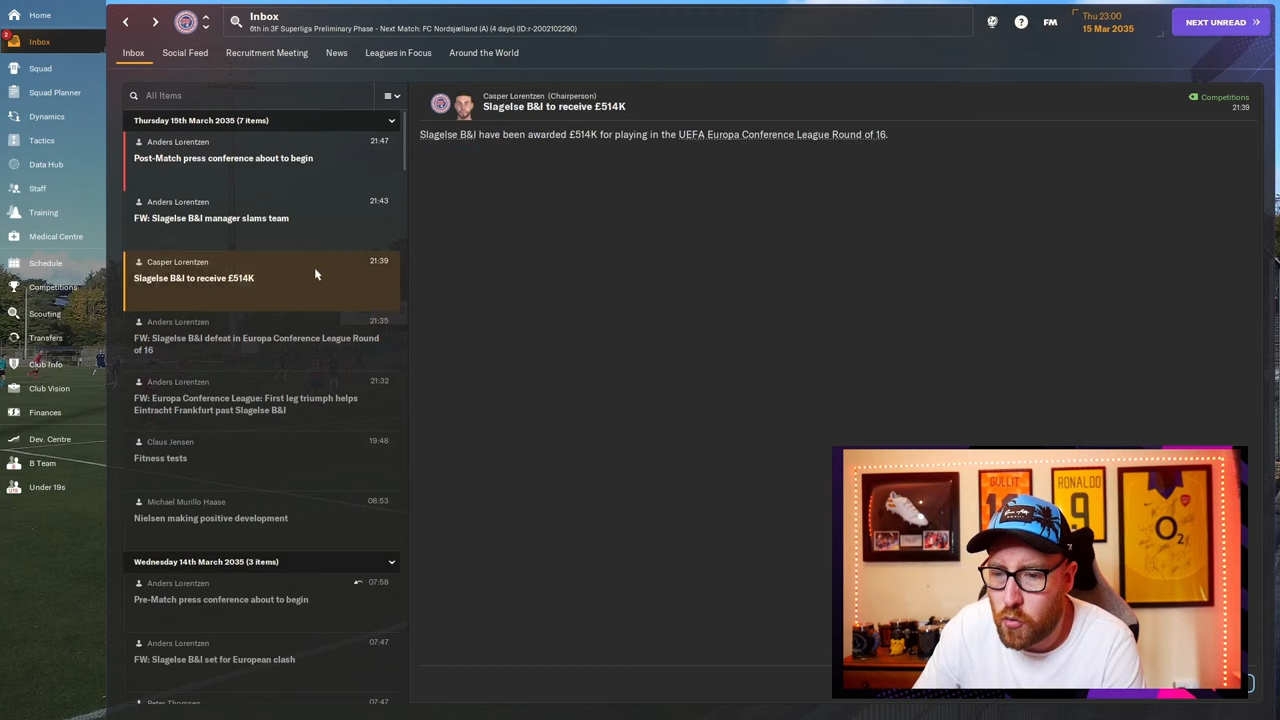 Home
2
Inbox
Squad
Squad Planner
Dynamics
Tactics
Data Hub
Staff
Training
Medical Centre
Schedule
Competitions
Scouting
Transfers
Club Info
Club Vision
Finances
Dev. Centre
B Team
Under 19s
Inbox
6th in 3F Superliga Preliminary Phase - Next Match: FC Nordsjælland (A) (4 days) (ID:r-2002102290)
FM
Thu 23:00
15 Mar 2035
NEXT UNREAD
Inbox
Social Feed
Recruitment Meeting
News
Leagues in Focus
Around the World
All Items
Thursday 15th March 2035 (7 items)
Anders Lorentzen
21:47
Post-Match press conference about to begin
Anders Lorentzen
21:43
FW: Slagelse B&I manager slams team
Casper Lorentzen
21:39
Slagelse B&I to receive £514K
Anders Lorentzen
21:35
FW: Slagelse B&I defeat in Europa Conference League Round
of 16
Anders Lorentzen
21:32
FW: Europa Conference League: First leg triumph helps
Eintracht Frankfurt past Slagelse B&I
Claus Jensen
19:48
Fitness tests
Michael Murillo Haase
08:53
Nielsen making positive development
Wednesday 14th March 2035 (3 items)
Anders Lorentzen
07:58
Pre-Match press conference about to begin
Anders Lorentzen
07:47
FW: Slagelse B&I set for European clash
Peter Thomsen
07:47
Casper Lorentzen (Chairperson)
Slagelse B&I to receive £514K
Competitions
21:39
Slagelse B&I have been awarded £514K for playing in the UEFA Europa Conference League Round of 16.
GULLIT
RONALDO
9
O2